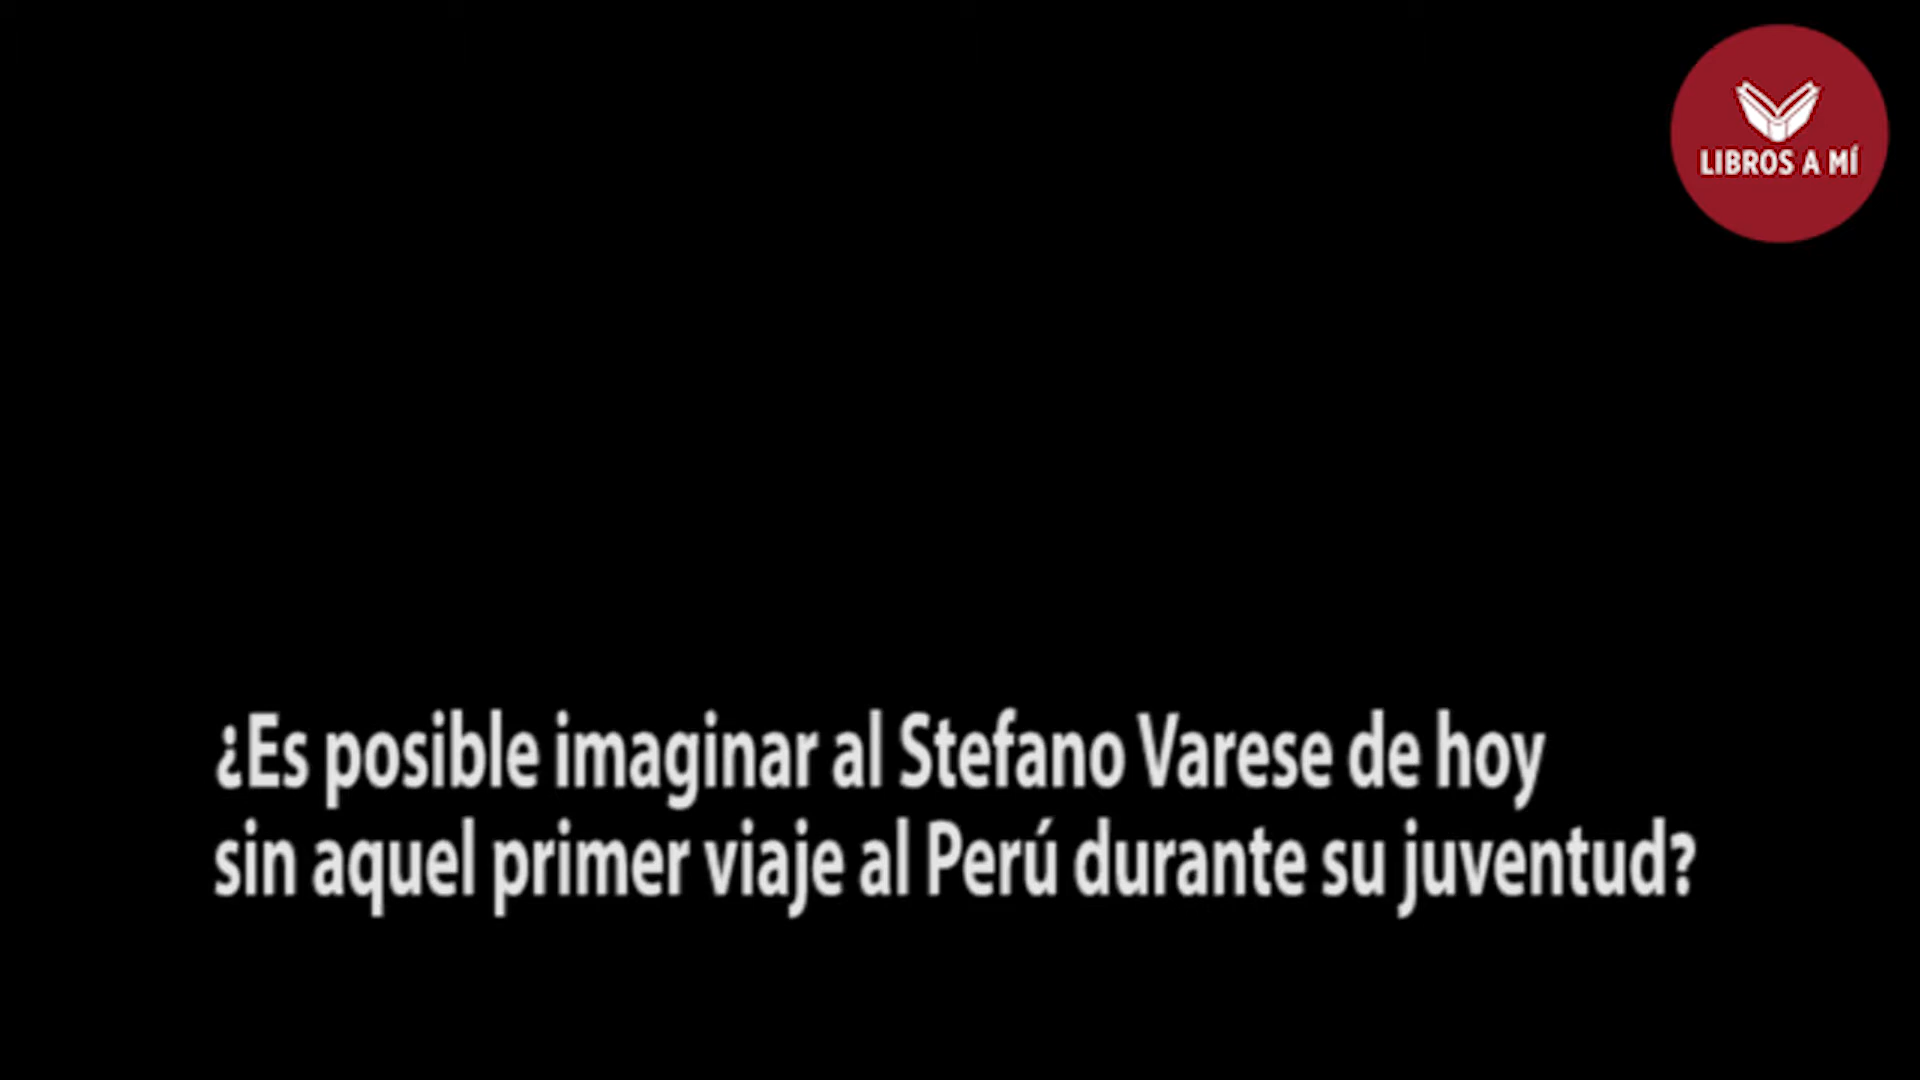 LIBROS A MÍ
¿Es posible imaginar al Stefano Varese de hoy
sin aquel primer viaje al Perú durante su juventud?